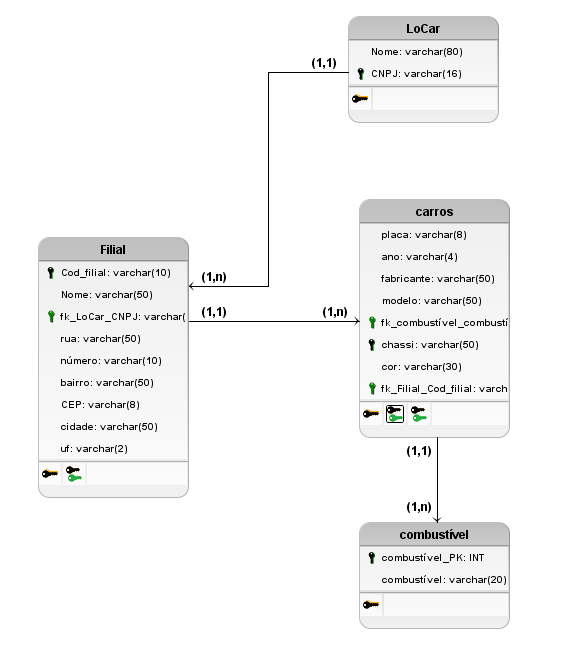 LoCar
Nome: varchar(80)
CNPJ: varchar(16)
(1,1)
Filial
Cod_filial: varchar(10)
Nome: varchar(50)
fk_LoCar_CNPJ: varchar(
rua: varchar(50)
número: varchar(10)
bairro: varchar(50)
CEP: varchar(8)
cidade: varchar(50)
uf: varchar(2)
(1,n)
(1,1)
(1,n)
carros
placa: varchar(8)
ano: varchar(4)
fabricante: varchar(50)
modelo: varchar(50)
fk_combustível_combustí
chassi: varchar(50)
cor: varchar(30)
fk_Filial_Cod_filial: varch
(1,1)
(1,n)
combustível
combustível_PK: INT
combustível: varchar(20)